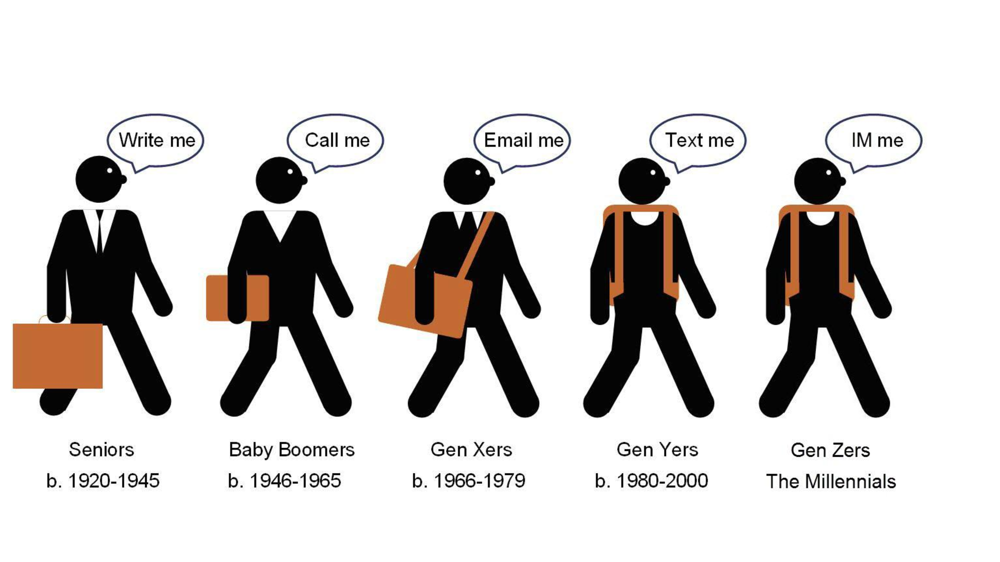 Write me
Call me
Email me
Text me
IM me
Seniors
Baby Boomers
Gen Xers
Gen Yers
Gen Zers
b. 1920-1945
b. 1946-1965
b. 1966-1979
b. 1980-2000
The Millennials